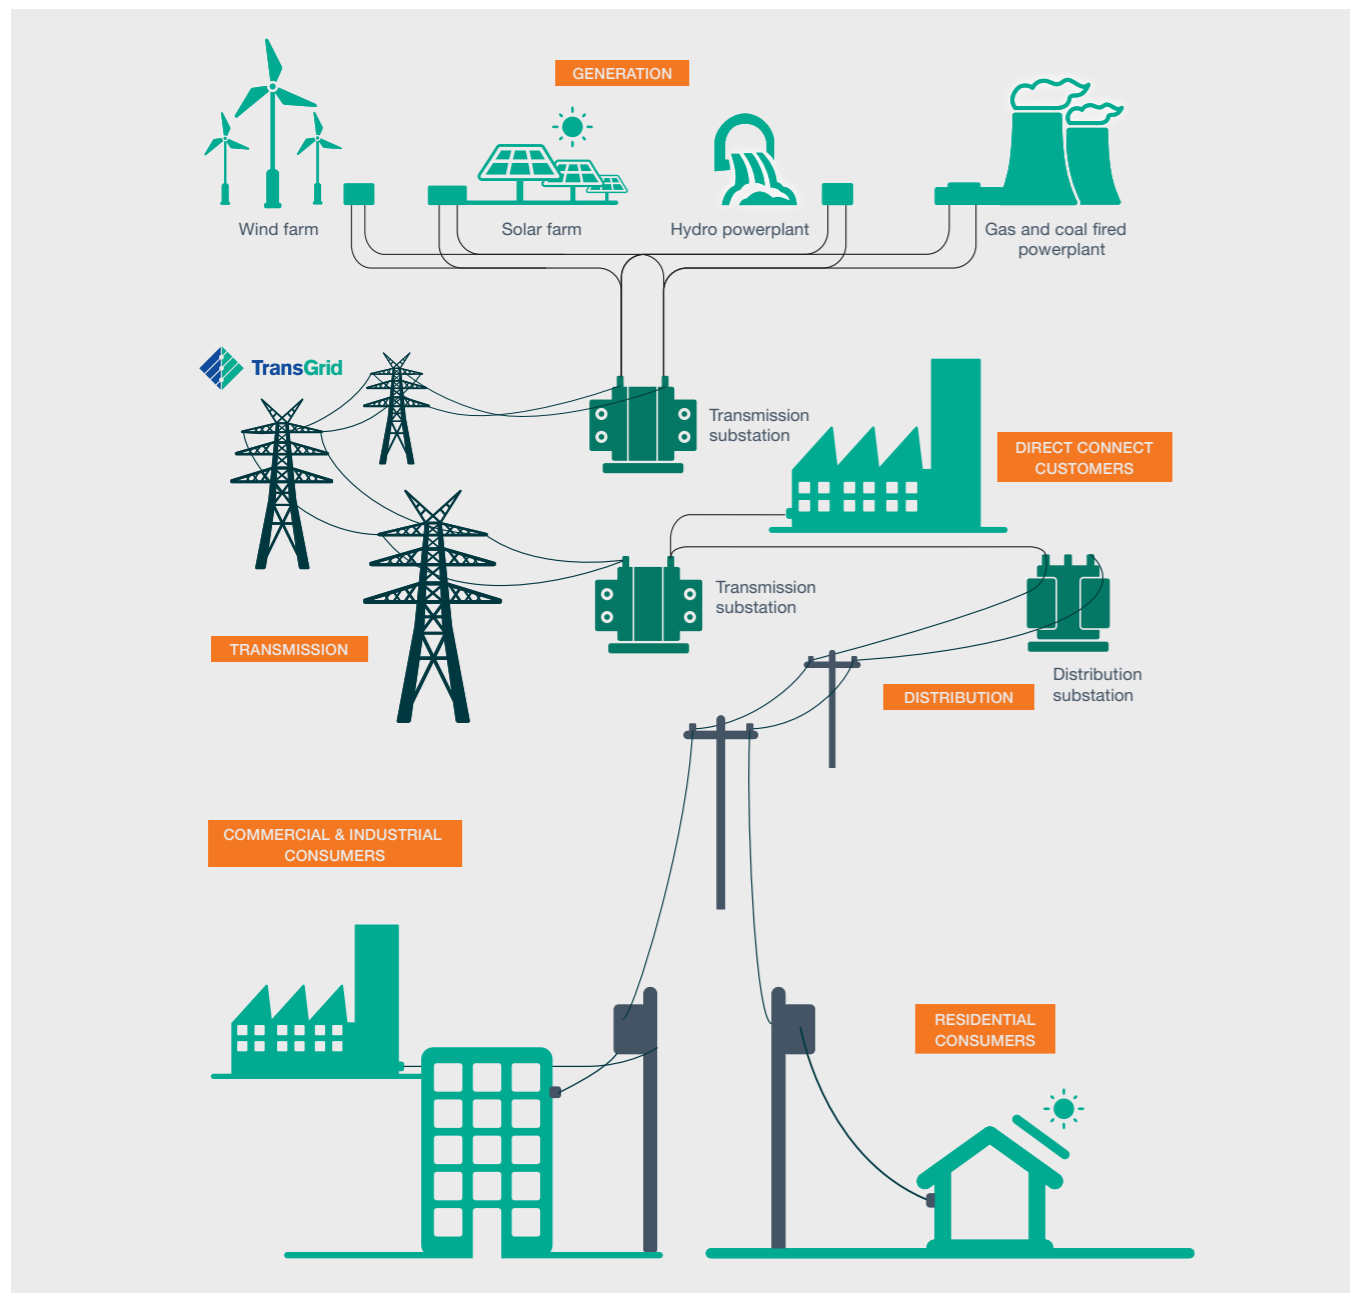 GENERATION
Wind farm
Solar farm
Hydro powerplant
Gas and coal fired
powerplant
TransGrid
Transmission
substation
DIRECT CONNECT
CUSTOMERS
Transmission
substation
TRANSMISSION
Distribution
substation
DISTRIBUTION
COMMERCIAL & INDUSTRIAL
CONSUMERS
RESIDENTIAL
CONSUMERS